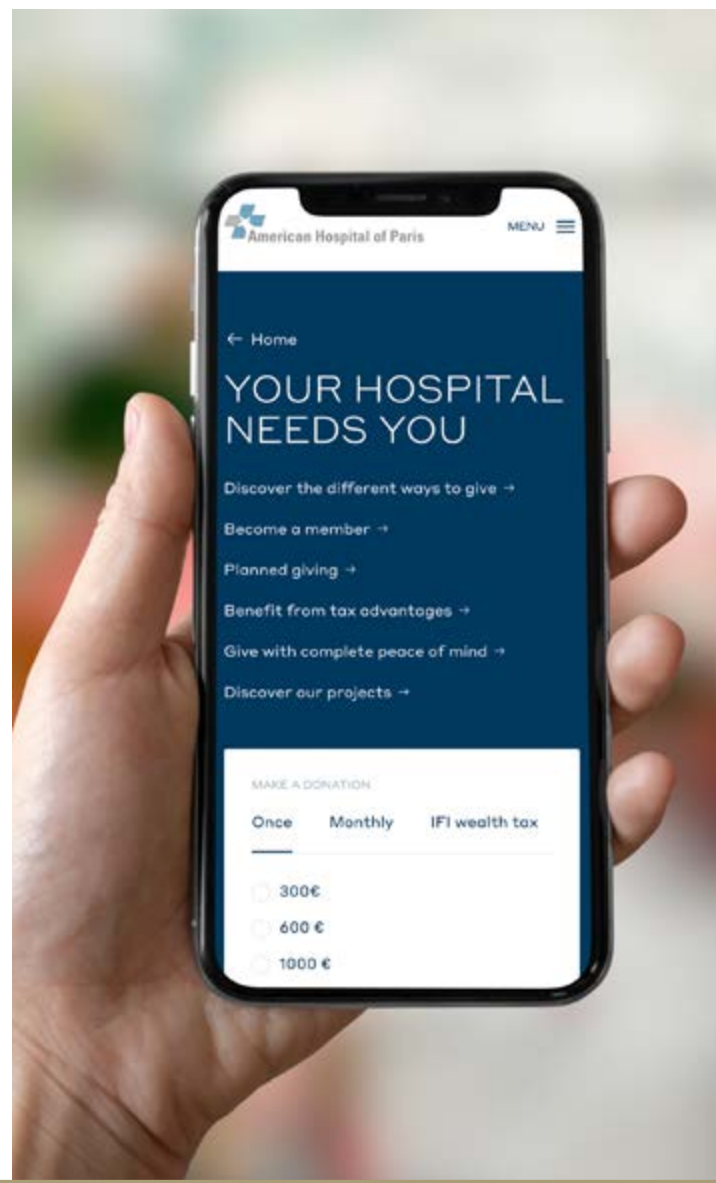 American Hospital of Paris
MENU
← Home
YOUR HOSPITAL
NEEDS YOU
Discover the different ways to give →
Become a member →
Planned giving →
Benefit from tax advantages →
Give with complete peace of mind →
Discover our projects →
MAKE A DONATION
Once Monthly IFI wealth tax
300€
600 €
1000 €